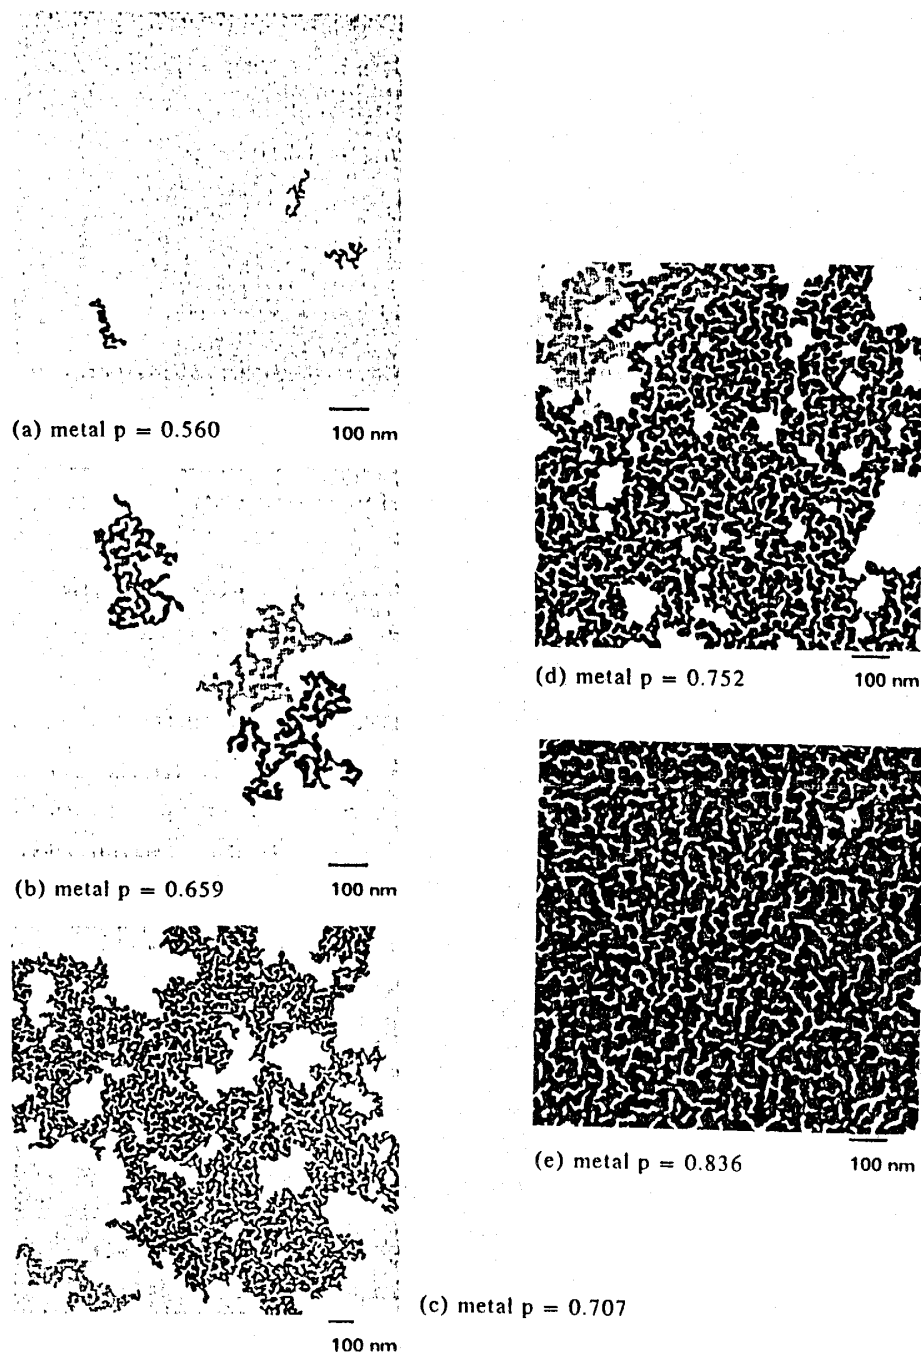 (a) metal p = 0.560
100 nm
(b) metal p = 0.659
100 nm
(c) metal p = 0.707
100 nm
(d) metal p = 0.752
100 nm
(e) metal p = 0.836
100 nm